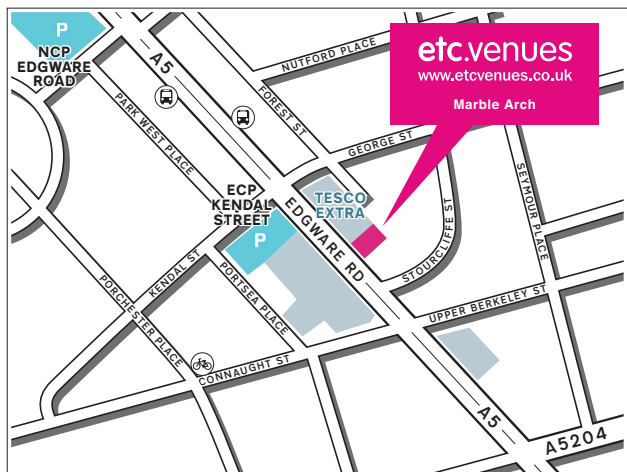 P
NCP
EDGWARE
ROAD
A5
NUTFORD PLACE
etc.venues
www.etcvenues.co.uk
Marble Arch
FOREST ST
PARK WEST PLACE
GEORGE ST
SEYMOUR PLACE
ECP
KENDAL
STREET
P
TESCO
EXTRA
EDGWARE RD
STOURCLIFFE ST
KENDAL ST
PORTSEA PLACE
PORCHESTER PLACE
UPPER BERKELEY ST
CONNAUGHT ST
A5
A5204